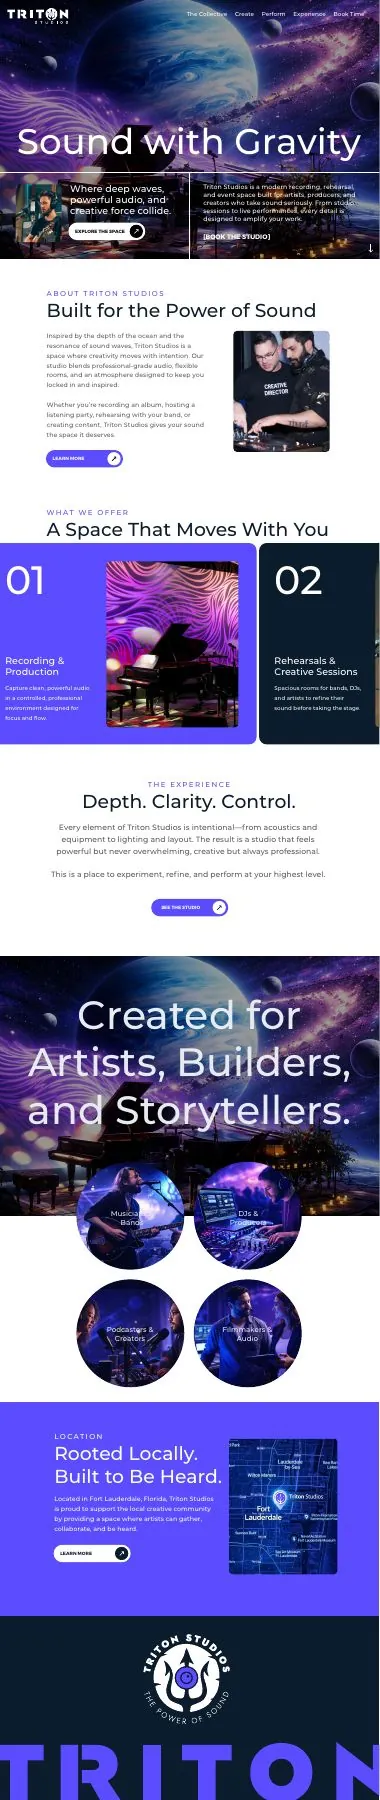 TRITON
STUDIOS
The Collective Create Perform Experience Book Time
Sound with Gravity
Where deep waves,
powerful audio, and
creative force collide.
EXPLORE THE SPACE
Triton Studios is a modern recording, rehearsal,
and event space built for artists, producers, and
creators who take sound seriously. From studio
sessions to live performances, every detail is
designed to amplify your work.
[BOOK THE STUDIO]
ABOUT TRITON STUDIOS
Built for the Power of Sound
Inspired by the depth of the ocean and the
resonance of sound waves, Triton Studios is a
space where creativity moves with intention. Our
studio blends professional-grade audio, flexible
rooms, and an atmosphere designed to keep you
locked in and inspired.
Whether you're recording an album, hosting a
listening party, rehearsing with your band, or
creating content, Triton Studios gives your sound
the space it deserves.
LEARN MORE
CREATIVE
DIRECTOR
WHAT WE OFFER
A Space That Moves With You
01
Recording &
Production
Capture clean, powerful audio
in a controlled, professional
environment designed for
focus and flow.
02
Rehearsals &
Creative Sessions
Spacious rooms for bands, DJs,
and artists to refine their
sound before taking the stage.
THE EXPERIENCE
Depth. Clarity. Control.
Every element of Triton Studios is intentional—from acoustics and
equipment to lighting and layout. The result is a studio that feels
powerful but never overwhelming, creative but always professional.
This is a place to experiment, refine, and perform at your highest level.
SEE THE STUDIO
Created for
Artists, Builders,
and Storytellers.
Musicians &
Bands
DJs &
Producers
Podcasters &
Creators
Filmmakers &
Audio
LOCATION
Rooted Locally.
Built to Be Heard.
Located in Fort Lauderdale, Florida, Triton Studios
is proud to support the local creative community
by providing a space where artists can gather,
collaborate, and be heard.
LEARN MORE
Lauderdale
by-Sea
Wilton Manors
Triton Studios
Fort
Lauderdale
TRITON STUDIOS
THE POWER OF SOUND
TRITON